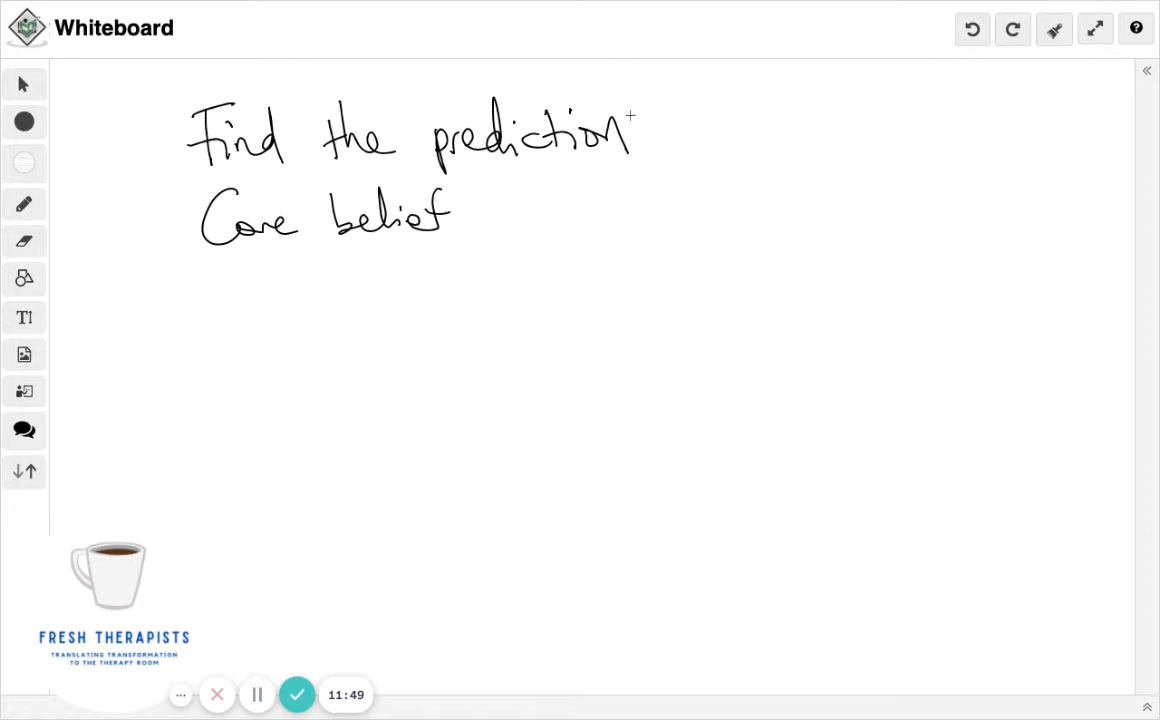 Whiteboard
Find the prediction
Core belief
T
FRESH THERAPISTS
TRANSLATING TRANSFORMATION
TO THE THERAPY ROOM
11:49